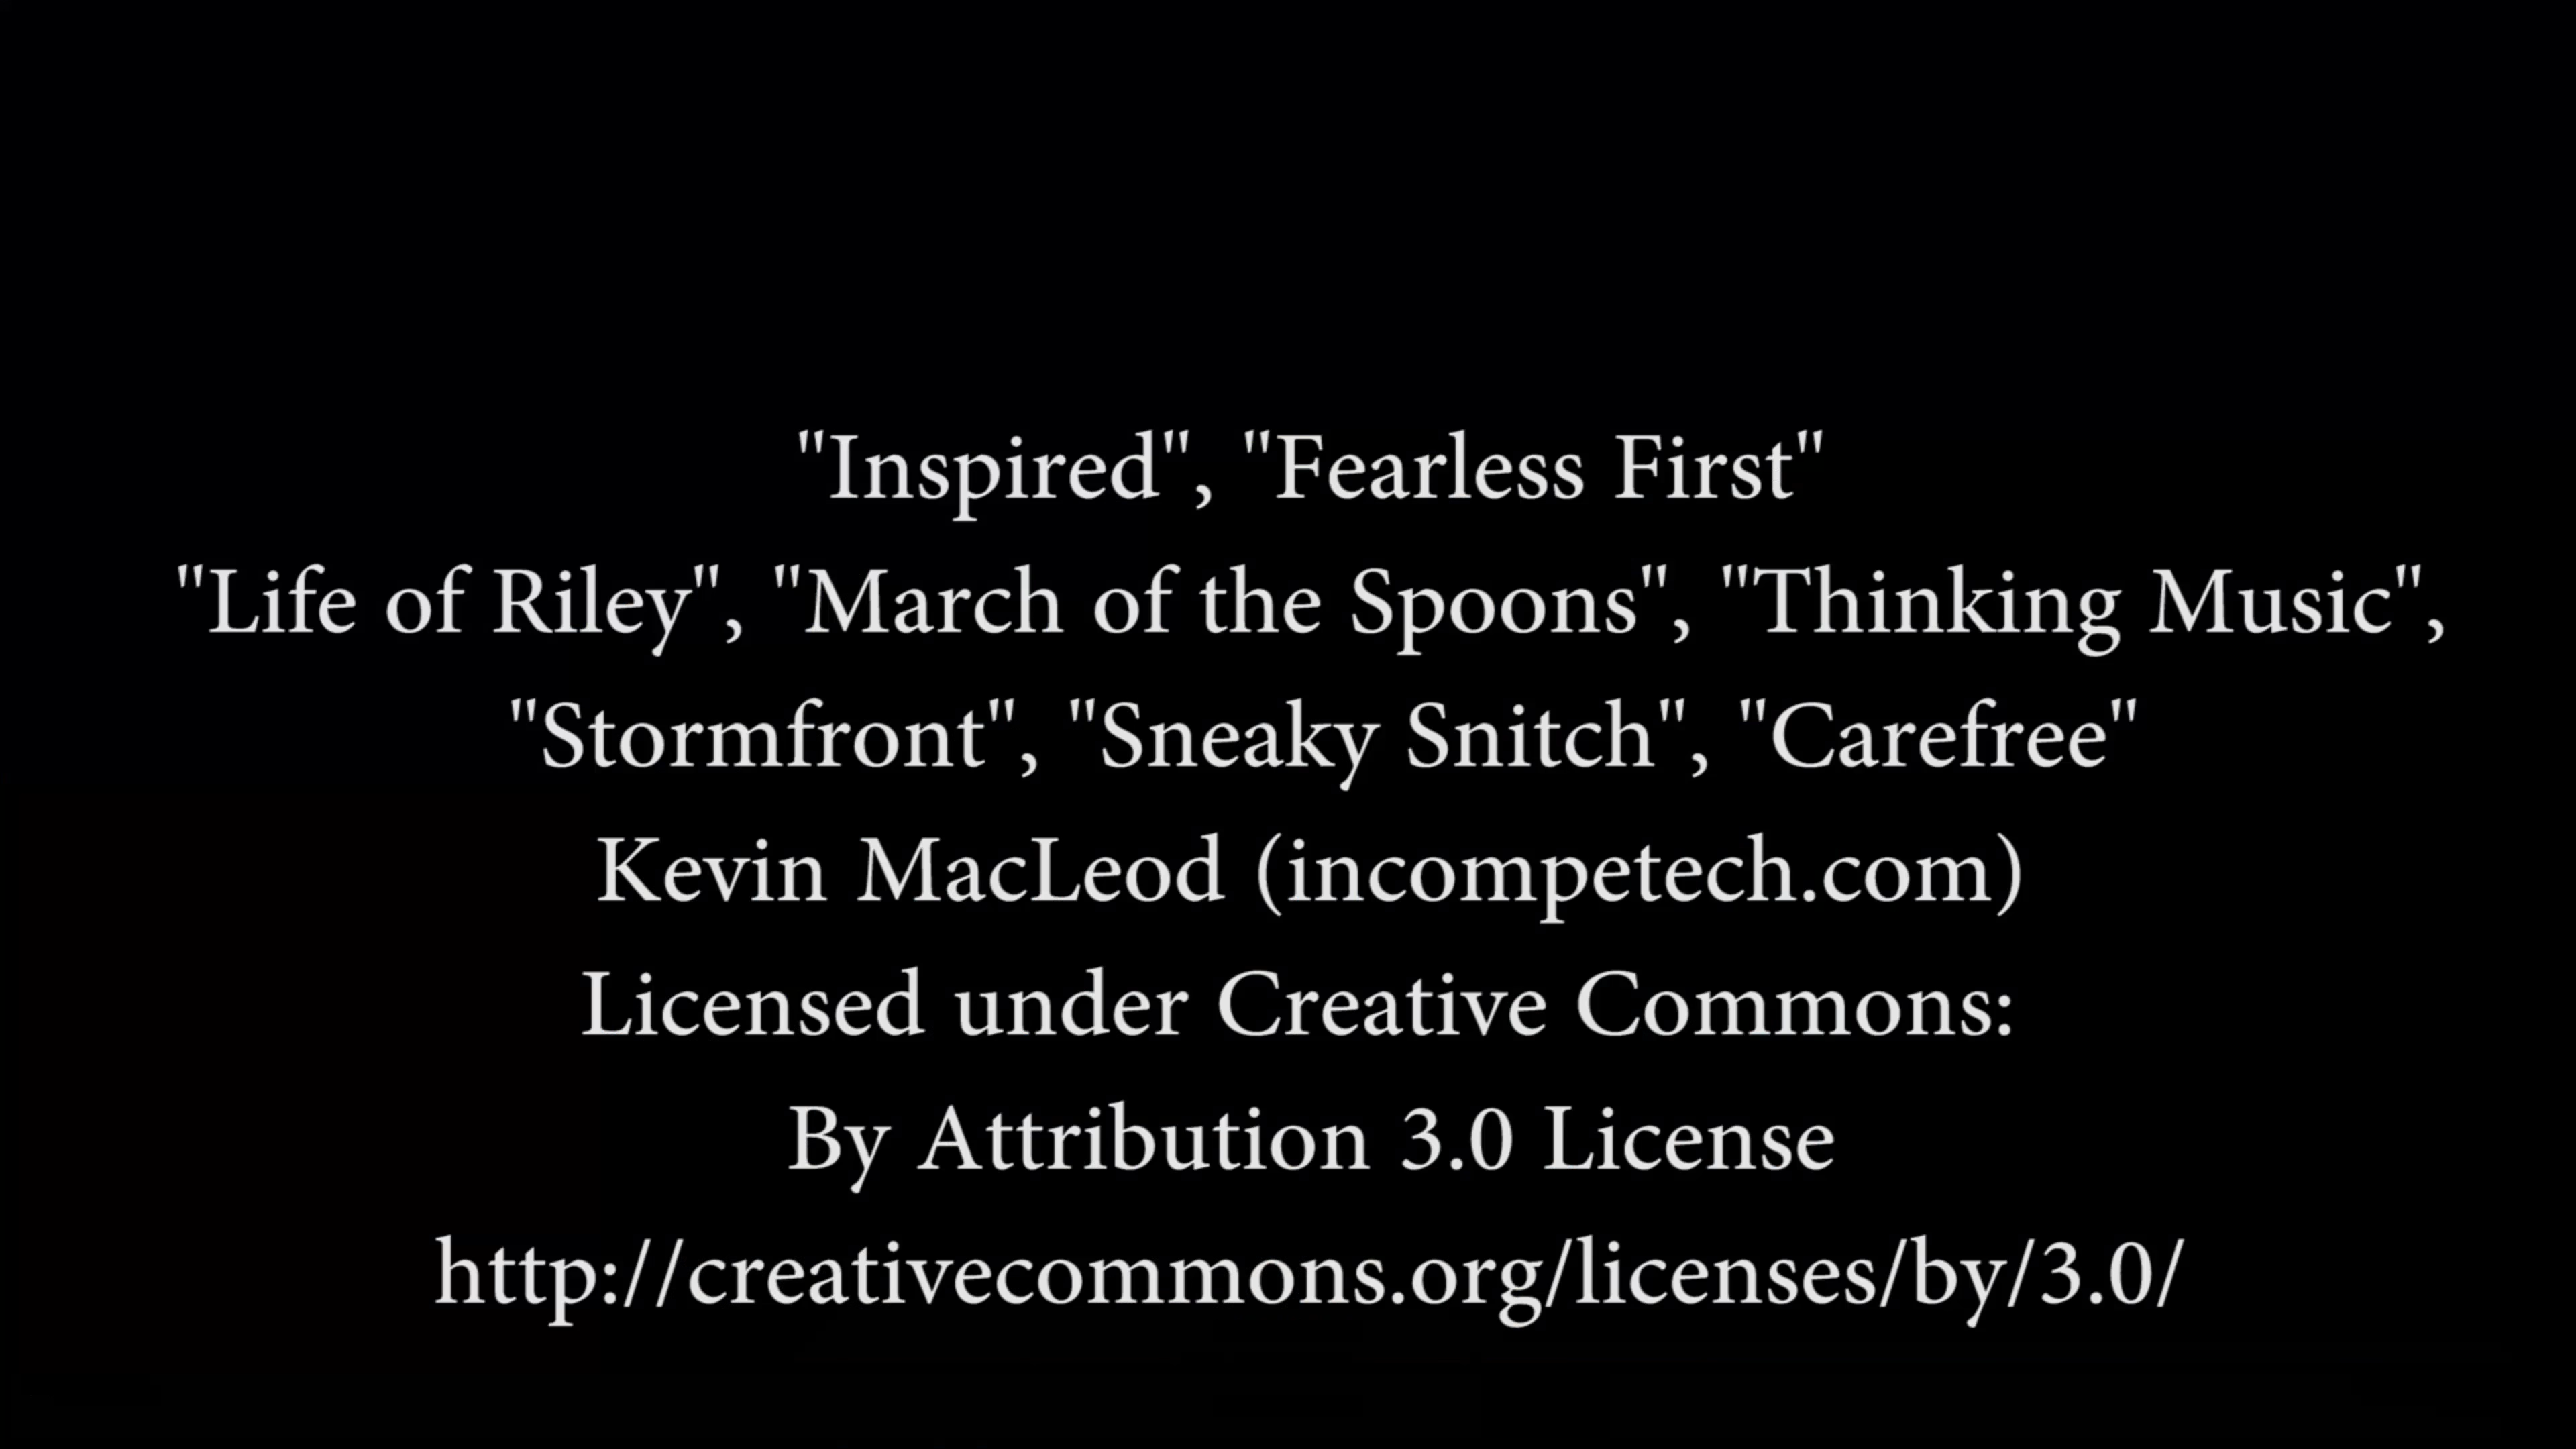 "Inspired", "Fearless First"
"Life of Riley", "March of the Spoons", "Thinking Music",
"Stormfront", "Sneaky Snitch", "Carefree"
Kevin MacLeod (incompetech.com)
Licensed under Creative Commons:
By Attribution 3.0 License
http://creativecommons.org/licenses/by/3.0/